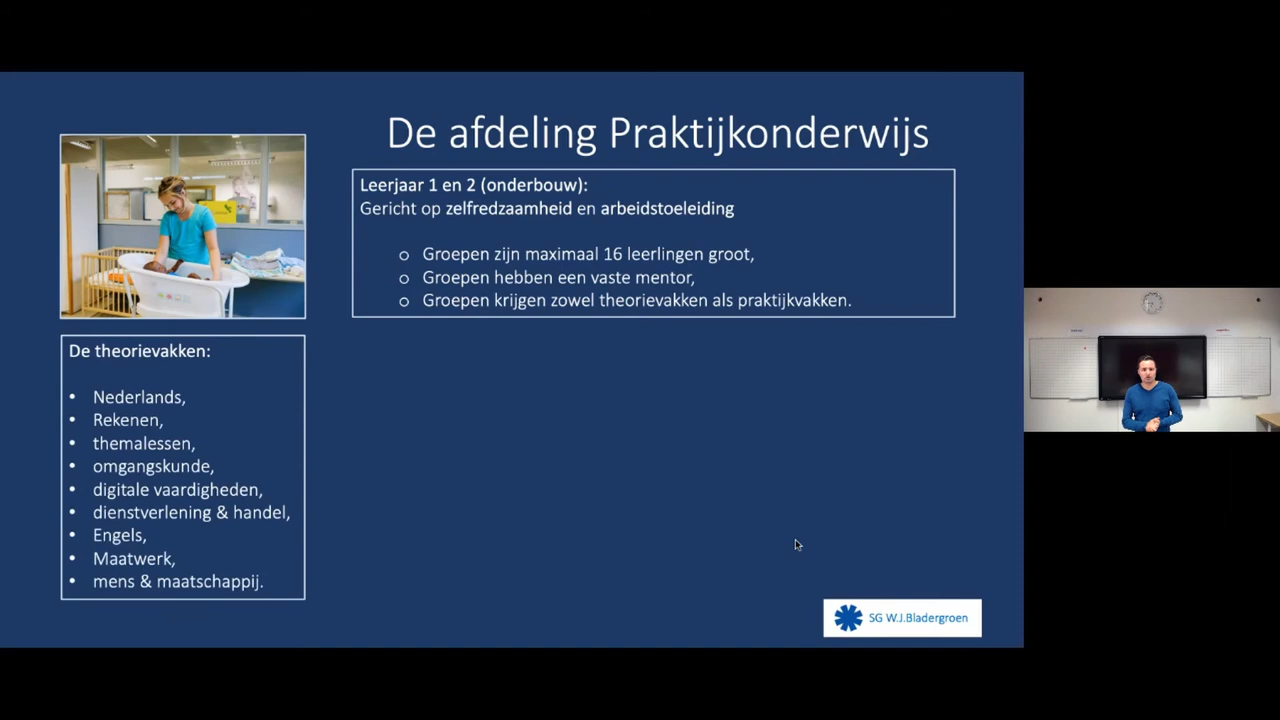 De afdeling Praktijkonderwijs
Leerjaar 1 en 2 (onderbouw):
Gericht op zelfredzaamheid en arbeidstoeleiding
o Groepen zijn maximaal 16 leerlingen groot,
o Groepen hebben een vaste mentor,
o Groepen krijgen zowel theorievakken als praktijkvakken.
De theorievakken:
• Nederlands,
• Rekenen,
• themalessen,
• omgangskunde,
• digitale vaardigheden,
• dienstverlening & handel,
• Engels,
• Maatwerk,
• mens & maatschappij.
SG W.J.Bladergroen